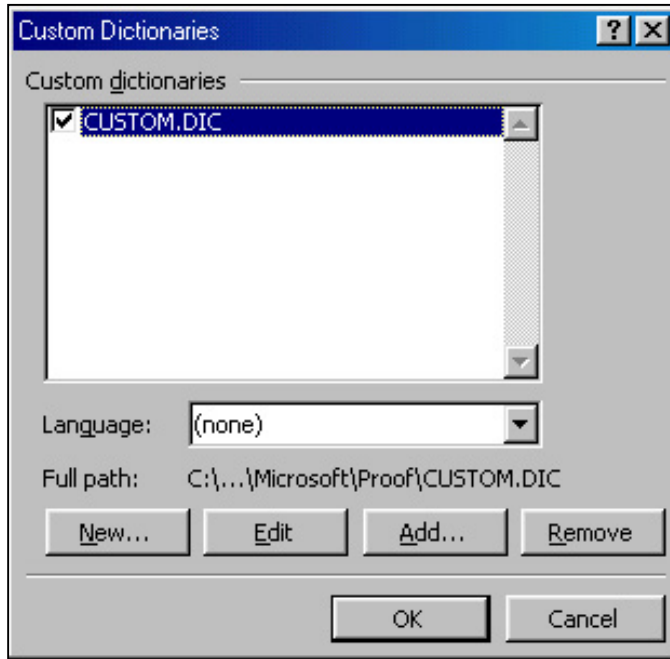 Custom Dictionaries
Custom dictionaries
CUSTOM.DIC
Language: (none)
Full path: C:\...\Microsoft\Proof\CUSTOM.DIC
New... Edit Add... Remove
OK Cancel